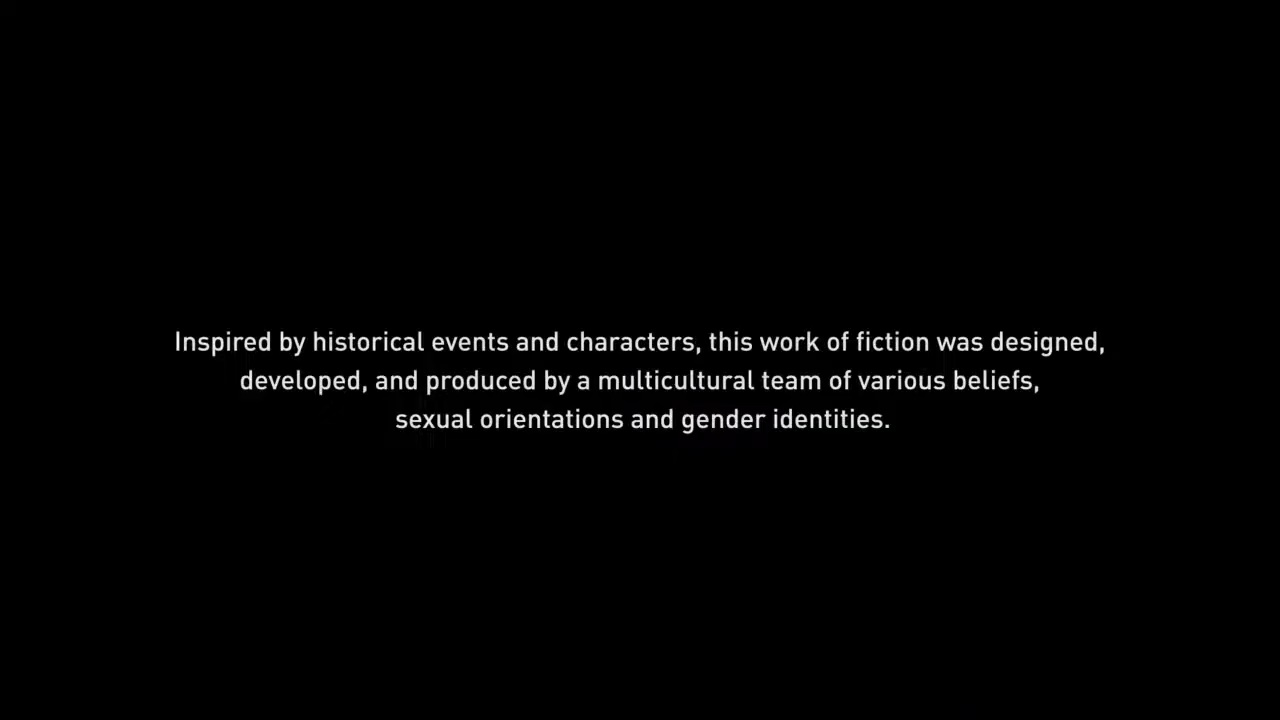 Inspired by historical events and characters, this work of fiction was designed,
developed, and produced by a multicultural team of various beliefs,
sexual orientations and gender identities.